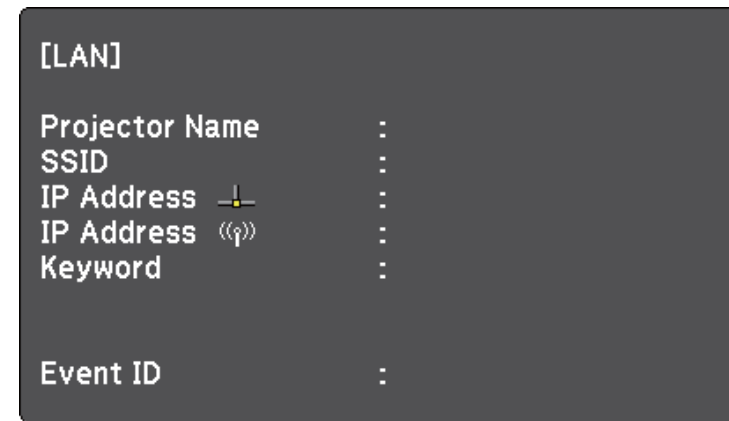 [LAN]
Projector Name :
SSID :
IP Address :
IP Address :
Keyword :
Event ID :